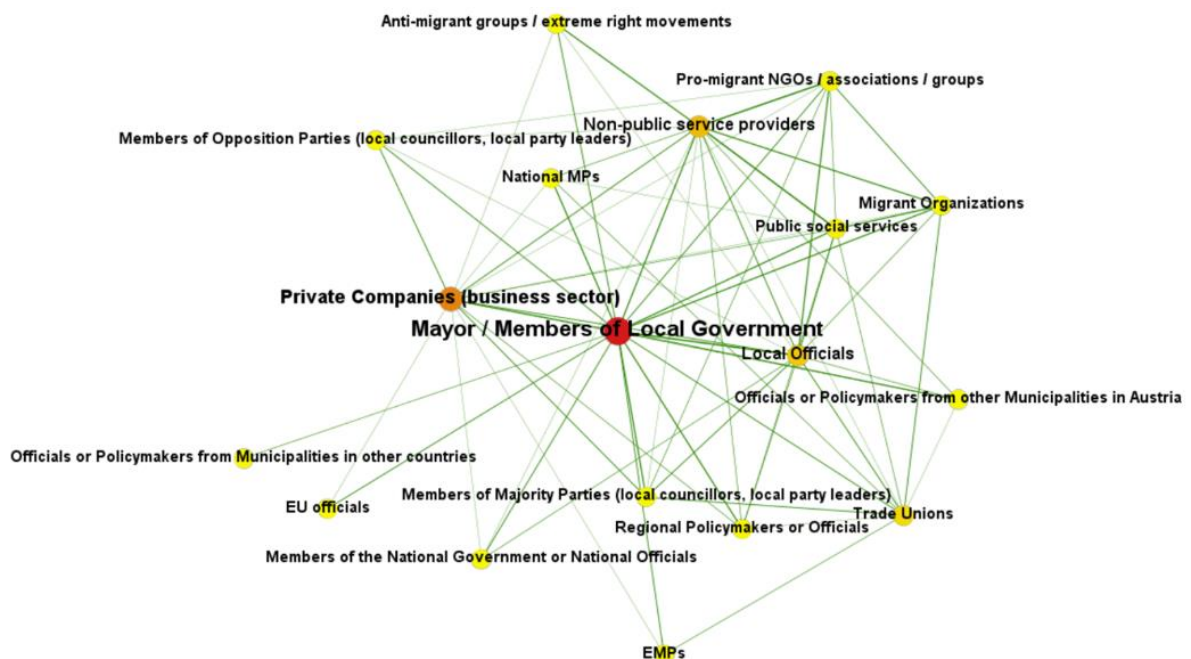 Anti-migrant groups / extreme right movements
Pro-migrant NGOs / associations / groups
Non-public service providers
Members of Opposition Parties (local councillors, local party leaders)
National MPs
Migrant Organizations
Public social services
Private Companies (business sector)
Mayor / Members of Local Government
Local Officials
Officials or Policymakers from other Municipalities in Austria
Officials or Policymakers from Municipalities in other countries
Members of Majority Parties (local councillors, local party leaders)
EU officials
Trade Unions
Regional Policymakers or Officials
Members of the National Government or National Officials
EMPs